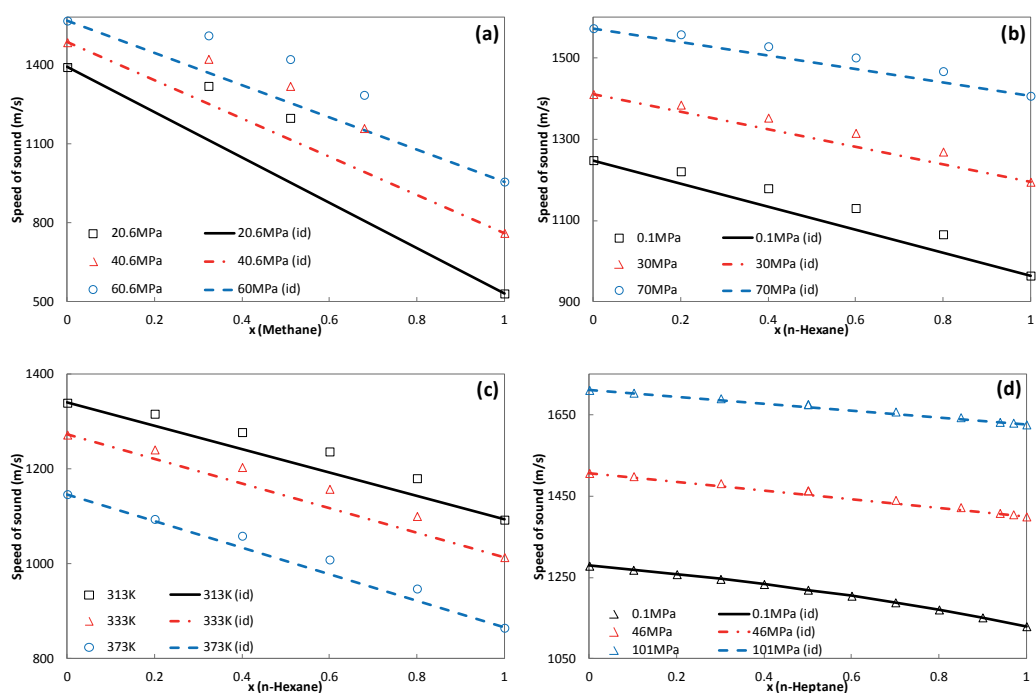 (a)
Speed of sound (m/s)
1400
1100
800
500
0
0.2
0.4
0.6
0.8
1
x (Methane)
20.6MPa
20.6MPa (id)
40.6MPa
40.6MPa (id)
60.6MPa
60MPa (id)
(b)
Speed of sound (m/s)
1500
1300
1100
900
0
0.2
0.4
0.6
0.8
1
x (n-Hexane)
0.1MPa
0.1MPa (id)
30MPa
30MPa (id)
70MPa
70MPa (id)
(c)
Speed of sound (m/s)
1400
1200
1000
800
0
0.2
0.4
0.6
0.8
1
x (n-Hexane)
313K
313K (id)
333K
333K (id)
373K
373K (id)
(d)
Speed of sound (m/s)
1650
1450
1250
1050
0
0.2
0.4
0.6
0.8
1
x (n-Heptane)
0.1MPa
0.1MPa (id)
46MPa
46MPa (id)
101MPa
101MPa (id)